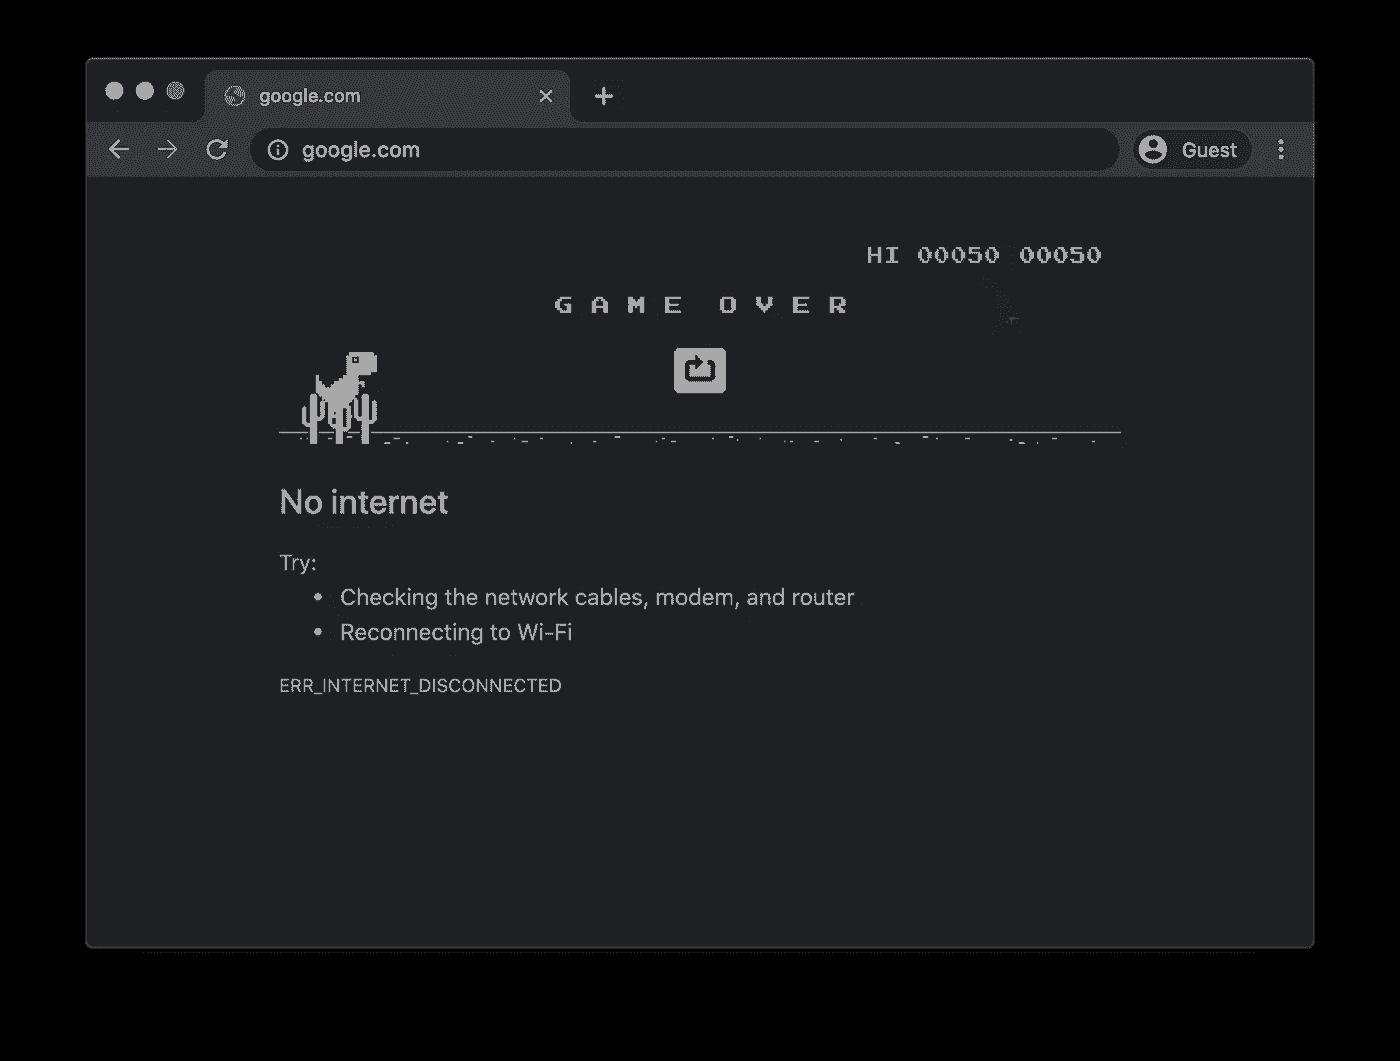 google.com
google.com
Guest
HI 00050 00050
GAME OVER
No internet
Try:
• Checking the network cables, modem, and router
• Reconnecting to Wi-Fi
ERR_INTERNET_DISCONNECTED